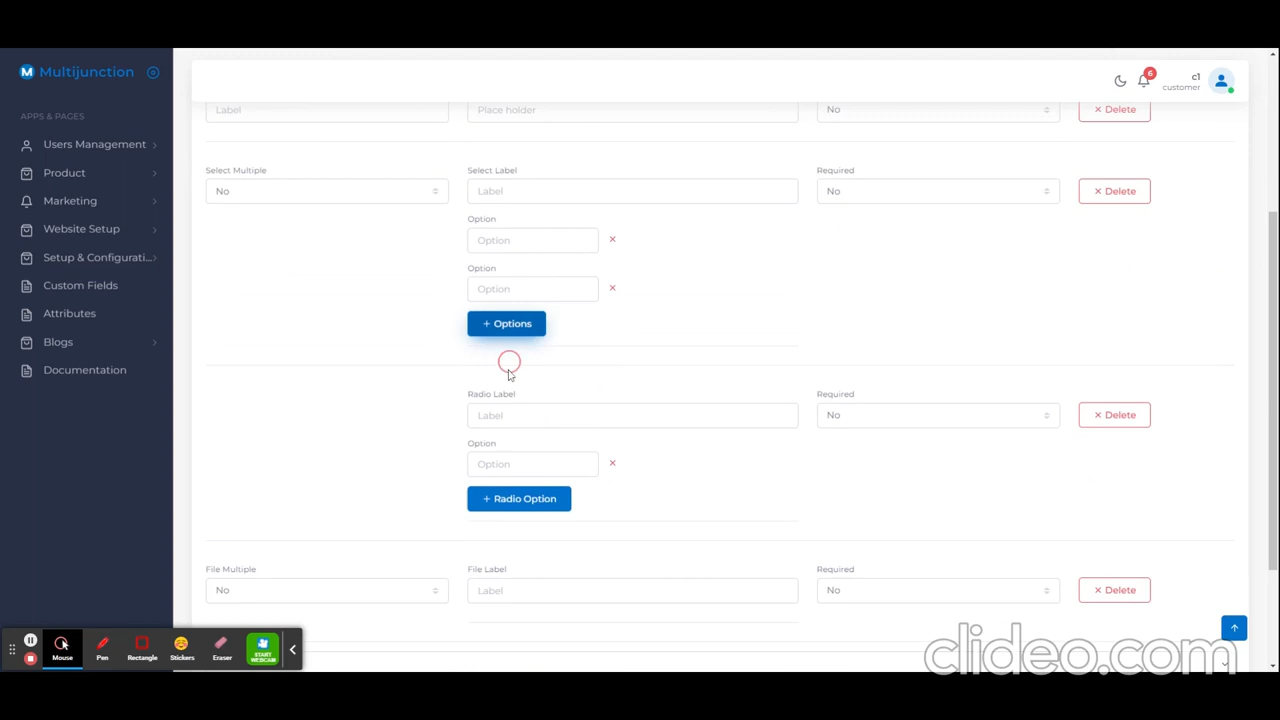 Multijunction
6
c1
customer
APPS & PAGES
Users Management
Product
Marketing
Website Setup
Setup & Configurati...
Custom Fields
Attributes
Blogs
Documentation
Label
Place holder
No
× Delete
Select Multiple
Select Label
Required
No
Label
No
× Delete
Option
Option
×
Option
Option
×
+ Options
Radio Label
Required
Label
No
× Delete
Option
Option
×
+ Radio Option
File Multiple
File Label
Required
No
Label
No
× Delete
Mouse
Pen
Rectangle
Stickers
Eraser
START
WEBCAM
clideo.com